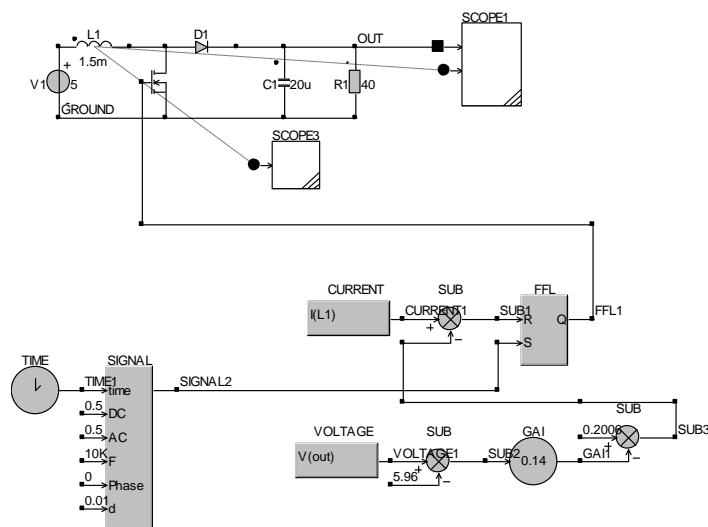 SCOPE1
L1
D1
OUT
1.5m
V1
5
C1
20u
R1
40
GROUND
SCOPE3
CURRENT
SUB
FFL
I(L1)
CURRENT1
SUB1
R
Q
FFL1
S
TIME
SIGNAL
TIME1
time
SIGNAL2
0.5
DC
0.5
AC
10K
F
0
Phase
0.01
d
VOLTAGE
SUB
GAI
SUB
V(out)
VOLTAGE1
SUB2
0.14
GAI1
0.2006
SUB3
5.96